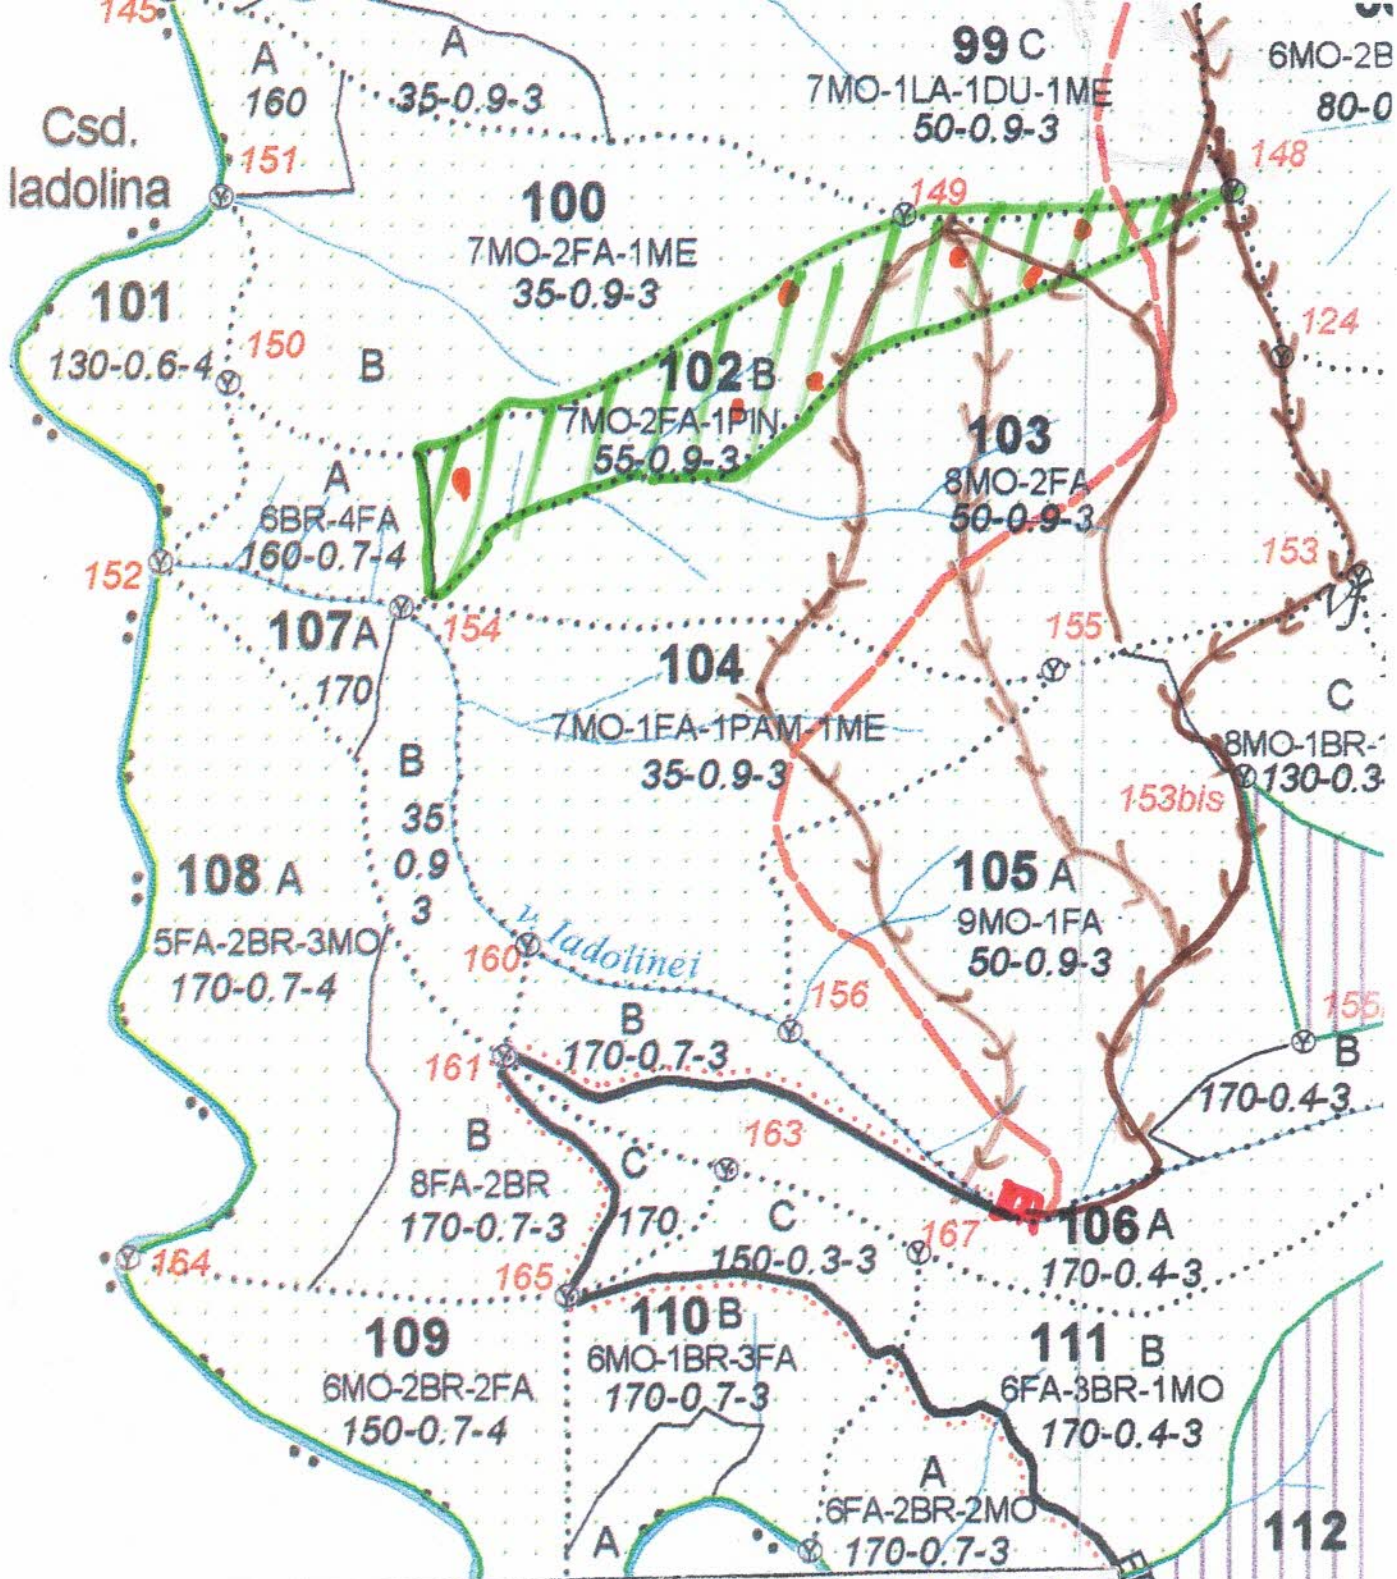 145
A
160
A
35-0.9-3
99 C
7MO-1LA-1DU-1ME
50-0.9-3
6MO-2B
80-0
Csd.
Iadolina
151
148
149
100
7MO-2FA-1ME
35-0.9-3
101
130-0.6-4
150
B
124
102 B
7MO-2FA-1PIN
55-0.9-3
103
8MO-2FA
50-0.9-3
A
6BR-4FA
160-0.7-4
152
153
107 A
170
154
155
104
7MO-1FA-1PAM-1ME
35-0.9-3
C
8MO-1BR-1
130-0.3-
153bis
B
35
0.9
3
108 A
5FA-2BR-3MO
170-0.7-4
105 A
9MO-1FA
50-0.9-3
v. Iadolinei
160
156
B
170-0.7-3
161
B
170-0.4-3
163
B
8FA-2BR
170-0.7-3
C
170
C
150-0.3-3
167
106 A
170-0.4-3
164
165
109
6MO-2BR-2FA
150-0.7-4
110 B
6MO-1BR-3FA
170-0.7-3
111 B
6FA-3BR-1MO
170-0.4-3
A
6FA-2BR-2MO
170-0.7-3
A
112